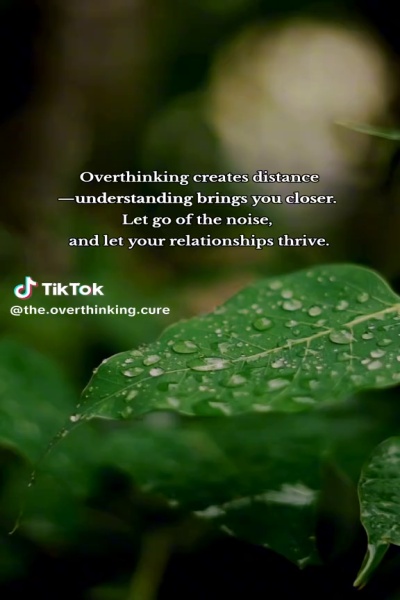 Overthinking creates distance
—understanding brings you closer.
Let go of the noise,
and let your relationships thrive.
TikTok
@the.overthinking.cure